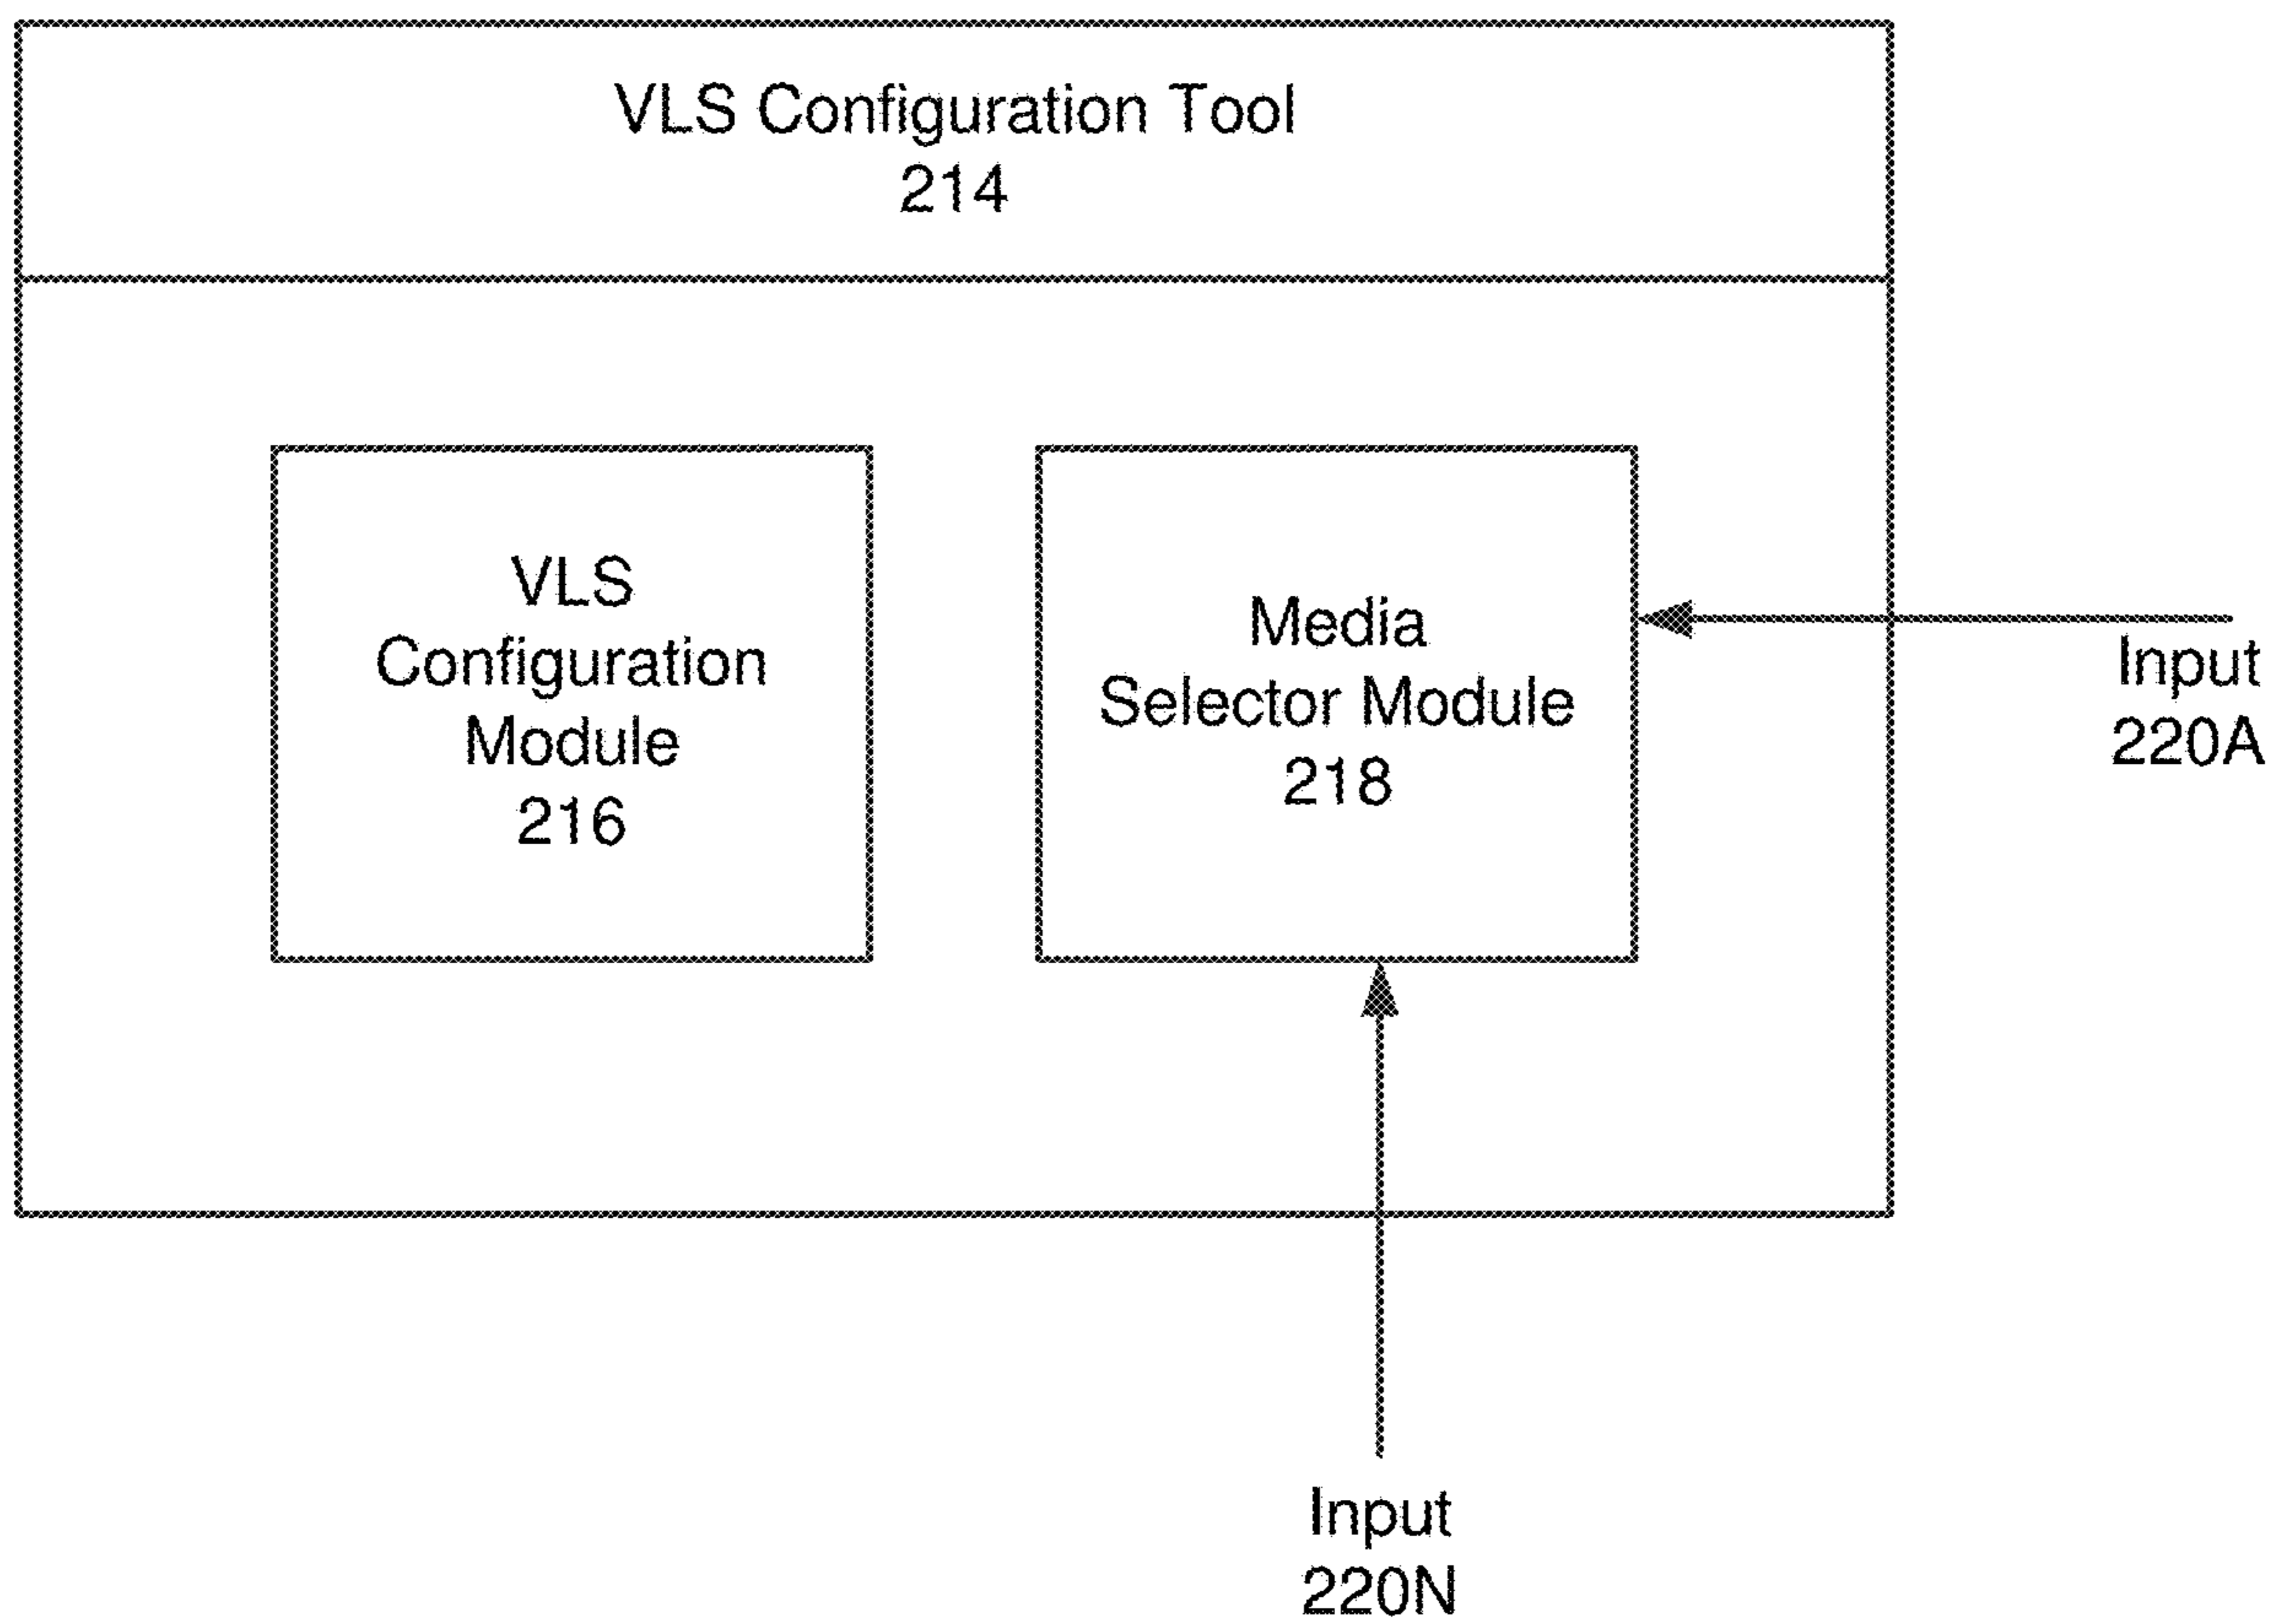 VLS Configuration Tool
214
VLS
Configuration
Module
216
Media
Selector Module
218
Input
220A
Input
220N